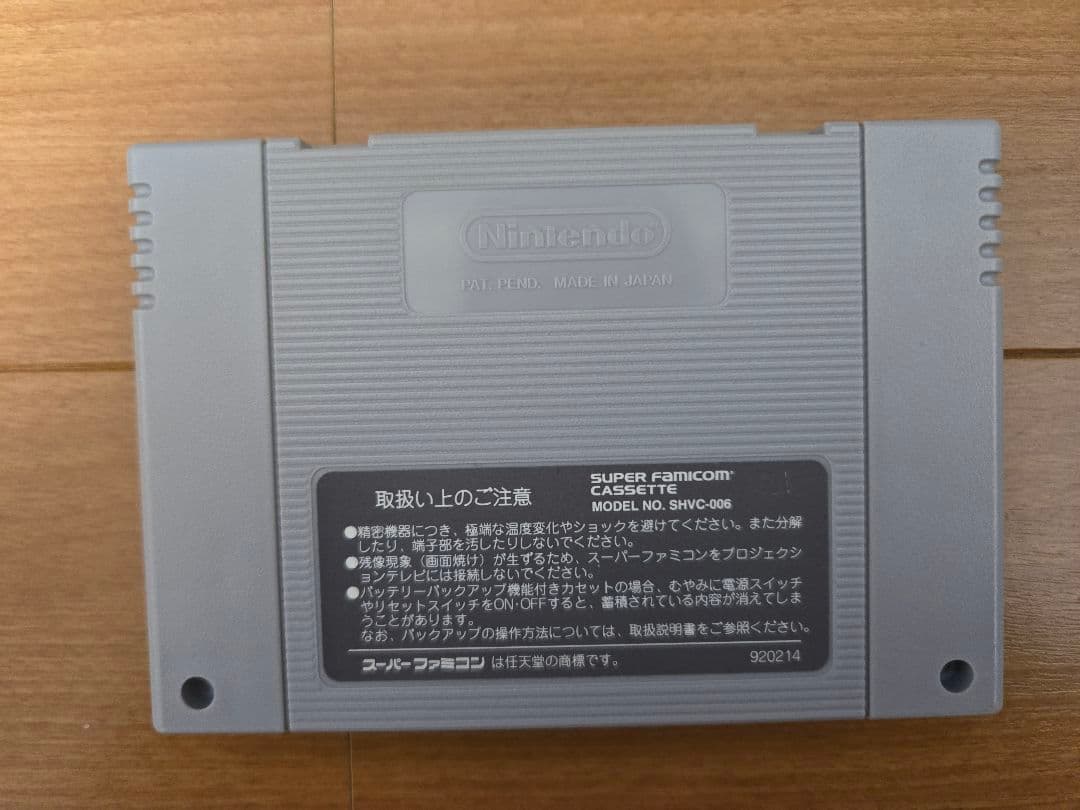 Nintendo
PAT. PEND. MADE IN JAPAN
取扱い上のご注意
SUPER FAMICOM
CASSETTE
MODEL NO. SHVC-006
●精密機器につき、極端な温度変化やショックを避けてください。また分解
したり、端子部を汚したりしないでください。
●残像現象(画面焼け)が生ずるため、スーパーファミコンをプロジェクシ
ョンテレビには接続しないでください。
●バッテリーバックアップ機能付きカセットの場合、むやみに電源スイッチ
やリセットスイッチをON・OFFすると、蓄積されている内容が消えてしま
うことがあります。
なお、バックアップの操作方法については、取扱説明書をご参照ください。
スーパーファミコン は任天堂の商標です。
920214